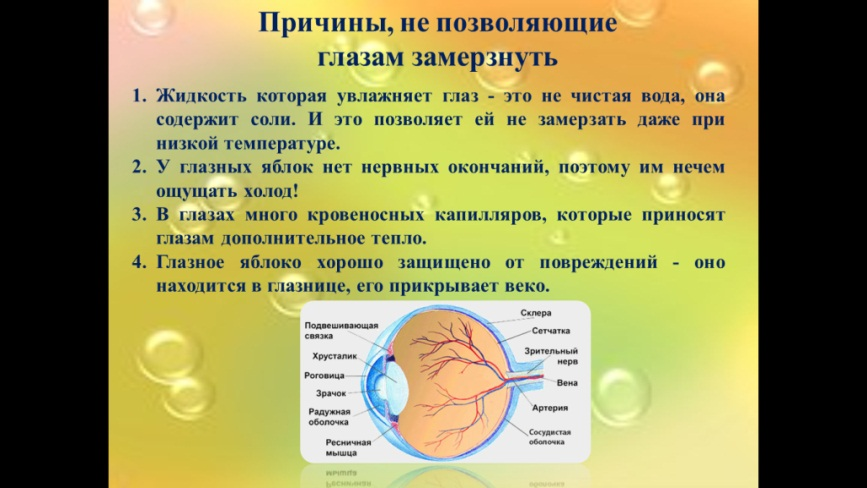 Причины, не позволяющие
глазам замерзнуть
1. Жидкость которая увлажняет глаз - это не чистая вода, она
содержит соли. И это позволяет ей не замерзать даже при
низкой температуре.
2. У глазных яблок нет нервных окончаний, поэтому им нечем
ощущать холод!
3. В глазах много кровеносных капилляров, которые приносят
глазам дополнительное тепло.
4. Глазное яблоко хорошо защищено от повреждений - оно
находится в глазнице, его прикрывает веко.
Подвешивающая
связка
Хрусталик
Роговица
Зрачок
Радужная
оболочка
Ресничная
мышца
Склера
Сетчатка
Зрительный
нерв
Вена
Артерия
Сосудистая
оболочка